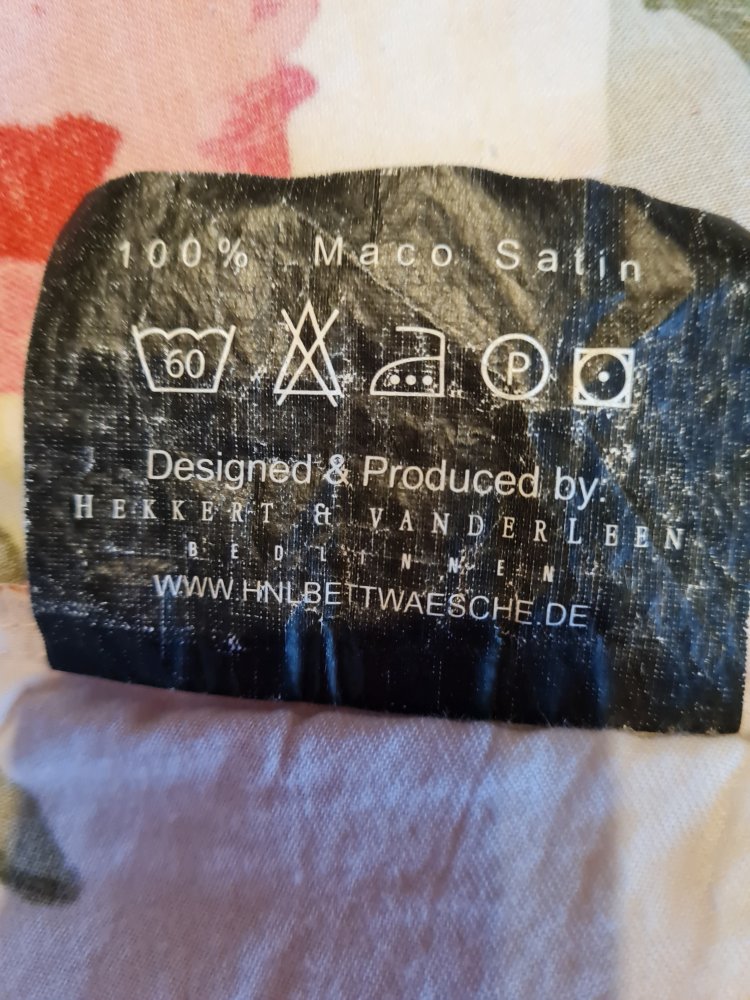 100% Maco Satin
60 P
Designed & Produced by:
HEKKERT & VANDERLEEN
BEDLINNEN
WWW.HNLBETTWAESCHE.DE